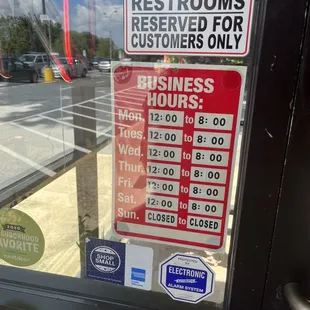 RESTROOMS
RESERVED FOR
CUSTOMERS ONLY
BUSINESS
HOURS:
Mon. 12:00 to 8:00
Tues. 12:00 to 8:00
Wed. 12:00 to 8:00
Thurs. 12:00 to 8:00
Fri. 12:00 to 8:00
Sat. 12:00 to 8:00
Sun. CLOSED to CLOSED
FAVORITE
SHOP
SMALL
ELECTRONIC
ALARM SYSTEM